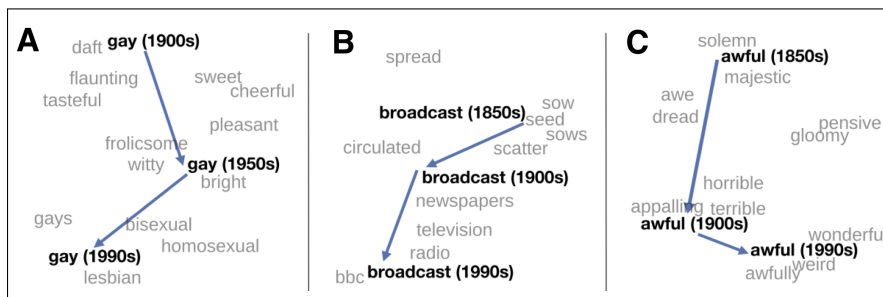 A
daft gay (1900s)
flaunting sweet
tasteful cheerful
pleasant
frolicsome
witty gay (1950s)
bright
gays bisexual
homosexual
gay (1990s)
lesbian
B
spread
broadcast (1850s) sow
seed
sows
circulated scatter
broadcast (1900s)
newspapers
television
radio
bbc broadcast (1990s)
C
solemn
awful (1850s)
majestic
awe
dread pensive
gloomy
horrible
appalling terrible
awful (1900s)
wonderfu
awful (1990s)
weird
awfully